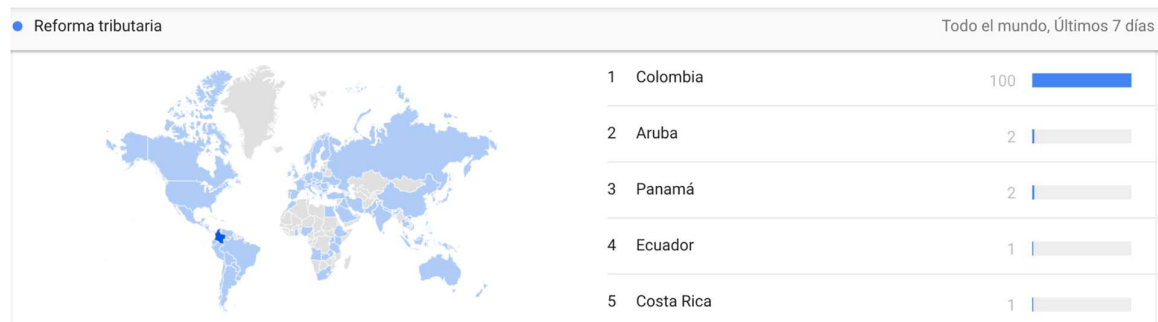 Reforma tributaria Todo el mundo, Últimos 7 días
1 Colombia 100
2 Aruba 2
3 Panamá 2
4 Ecuador 1
5 Costa Rica 1